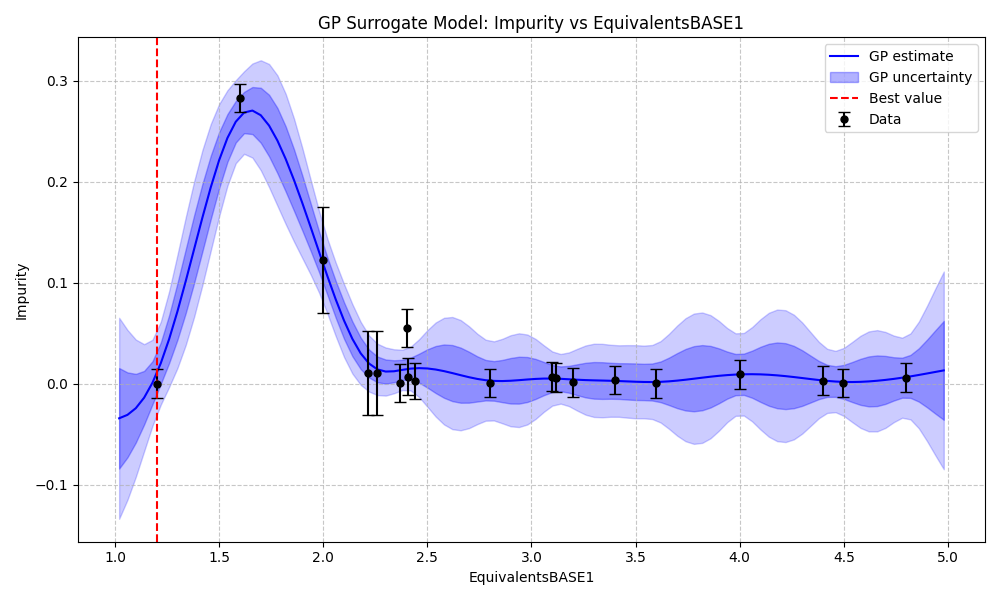 GP Surrogate Model: Impurity vs EquivalentsBASE1
GP estimate
GP uncertainty
Best value
Data
Impurity
0.3
0.2
0.1
0.0
−0.1
1.0 1.5 2.0 2.5 3.0 3.5 4.0 4.5 5.0
EquivalentsBASE1